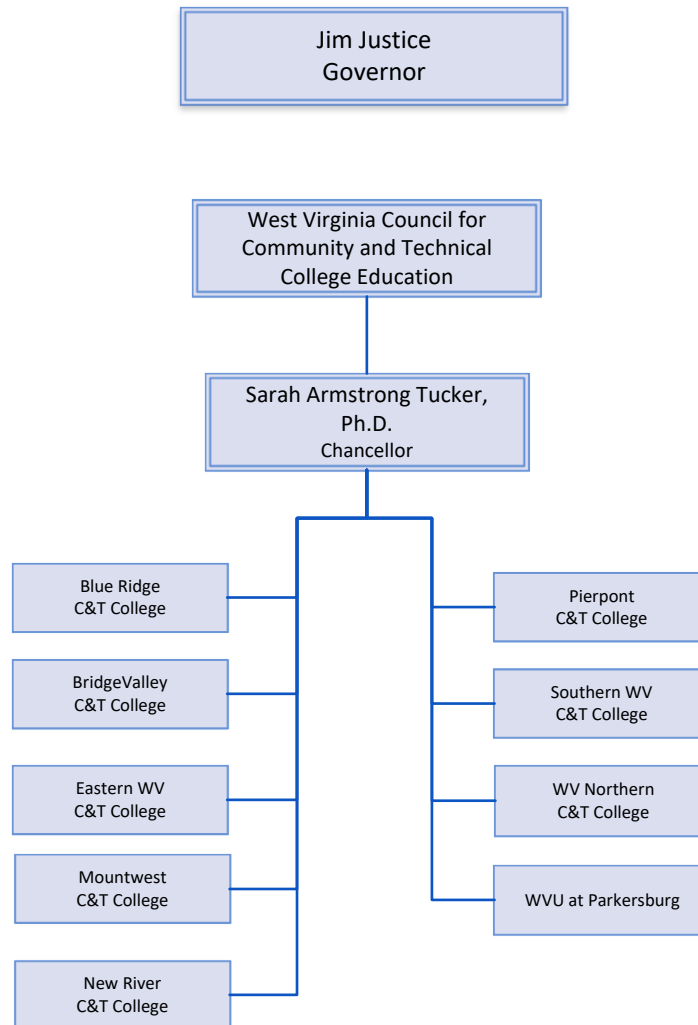 Jim Justice
Governor
West Virginia Council for
Community and Technical
College Education
Sarah Armstrong Tucker,
Ph.D.
Chancellor
Blue Ridge
C&T College
BridgeValley
C&T College
Eastern WV
C&T College
Mountwest
C&T College
New River
C&T College
Pierpont
C&T College
Southern WV
C&T College
WV Northern
C&T College
WVU at Parkersburg